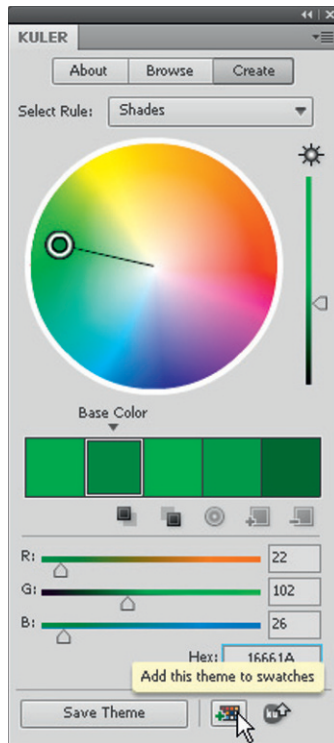 KULER
About Browse Create
Select Rule: Shades
Base Color
R: 22
G: 102
B: 26
Hex: 16661A
Add this theme to swatches
Save Theme